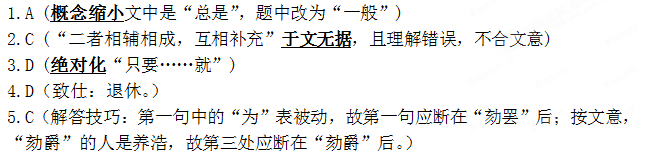 1.A（概念缩小文中是“总是”，题中改为“一般”）
2.C（“二者相辅相成，互相补充”于文无据，且理解错误，不合文意）
3.D（绝对化“只要……就”）
4.D（致仕：退休。）
5.C（解答技巧：第一句中的“为”表被动，故第一句应断在“劾罢”后；按文意，
“劾爵”的人是养浩，故第三处应断在“劾爵”后。）